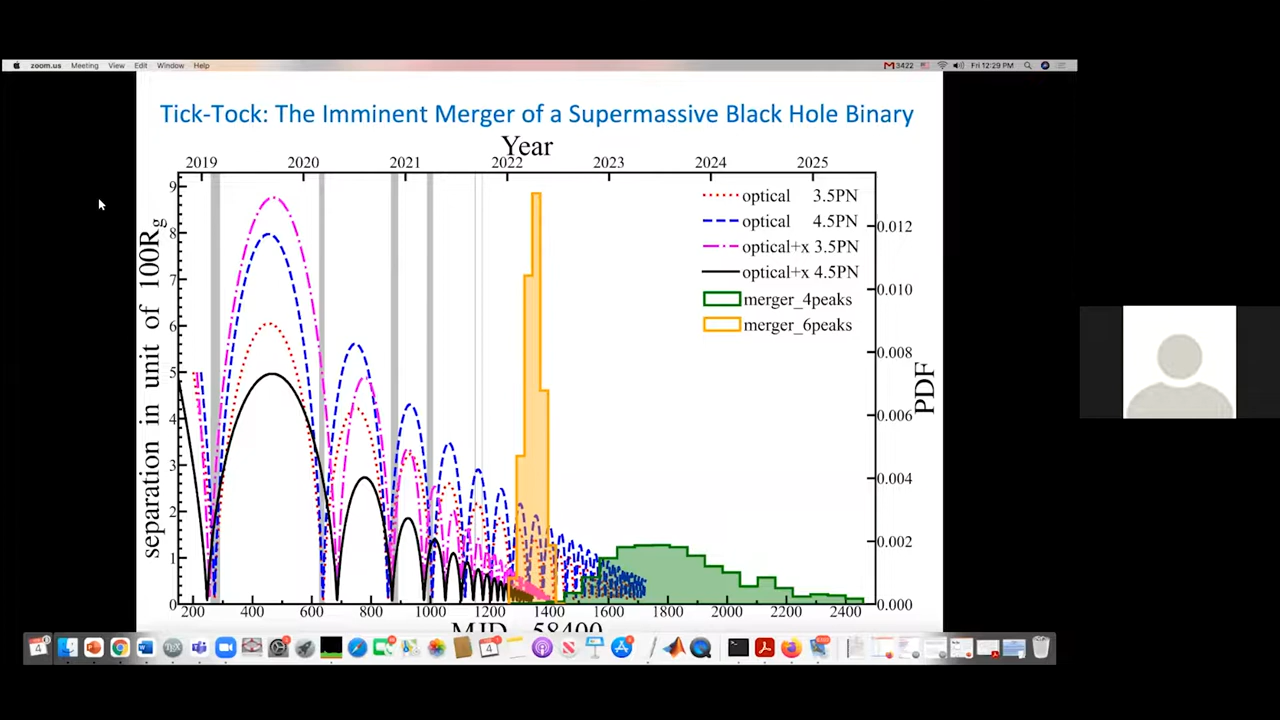 zoom.us Meeting View Edit Window Help
3422 Fri 12:29 PM
Tick-Tock: The Imminent Merger of a Supermassive Black Hole Binary
Year
2019 2020 2021 2022 2023 2024 2025
9
8
7
6
5
4
3
2
1
0
separation in unit of 100Rg
optical 3.5PN
optical 4.5PN
optical+x 3.5PN
optical+x 4.5PN
merger_4peaks
merger_6peaks
0.012
0.010
0.008
0.006
0.004
0.002
0.000
PDF
200 400 600 800 1000 1200 1400 1600 1800 2000 2200 2400
MJD 58400